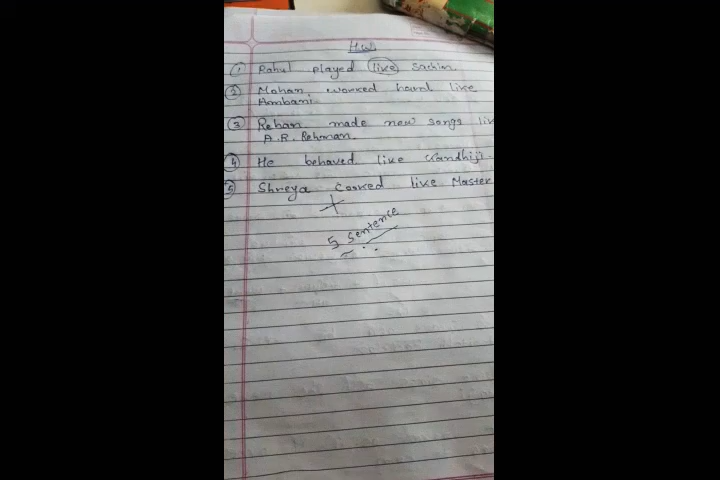 H.W
① Rahul played like Sachin.
② Mohan worked hard like
Ambani.
③ Rehan made new songs lik
A.R. Rehman.
④ He behaved like Gandhiji.
⑤ Shreya cooked like Master
5 Sentence